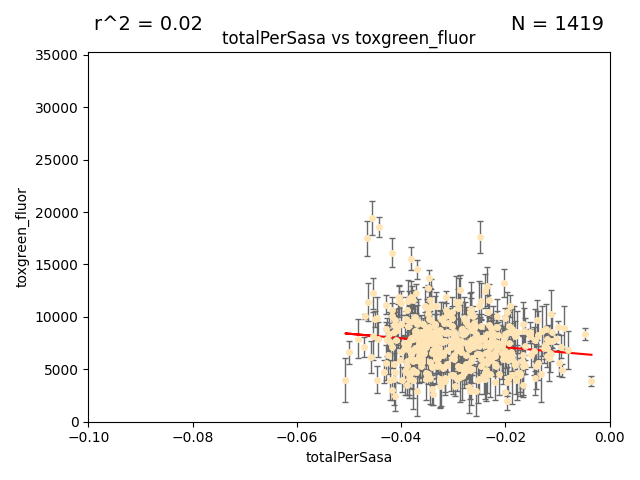 r^2 = 0.02
N = 1419
totalPerSasa vs toxgreen_fluor
35000
30000
25000
20000
15000
10000
5000
0
toxgreen_fluor
−0.10
−0.08
−0.06
−0.04
−0.02
0.00
totalPerSasa